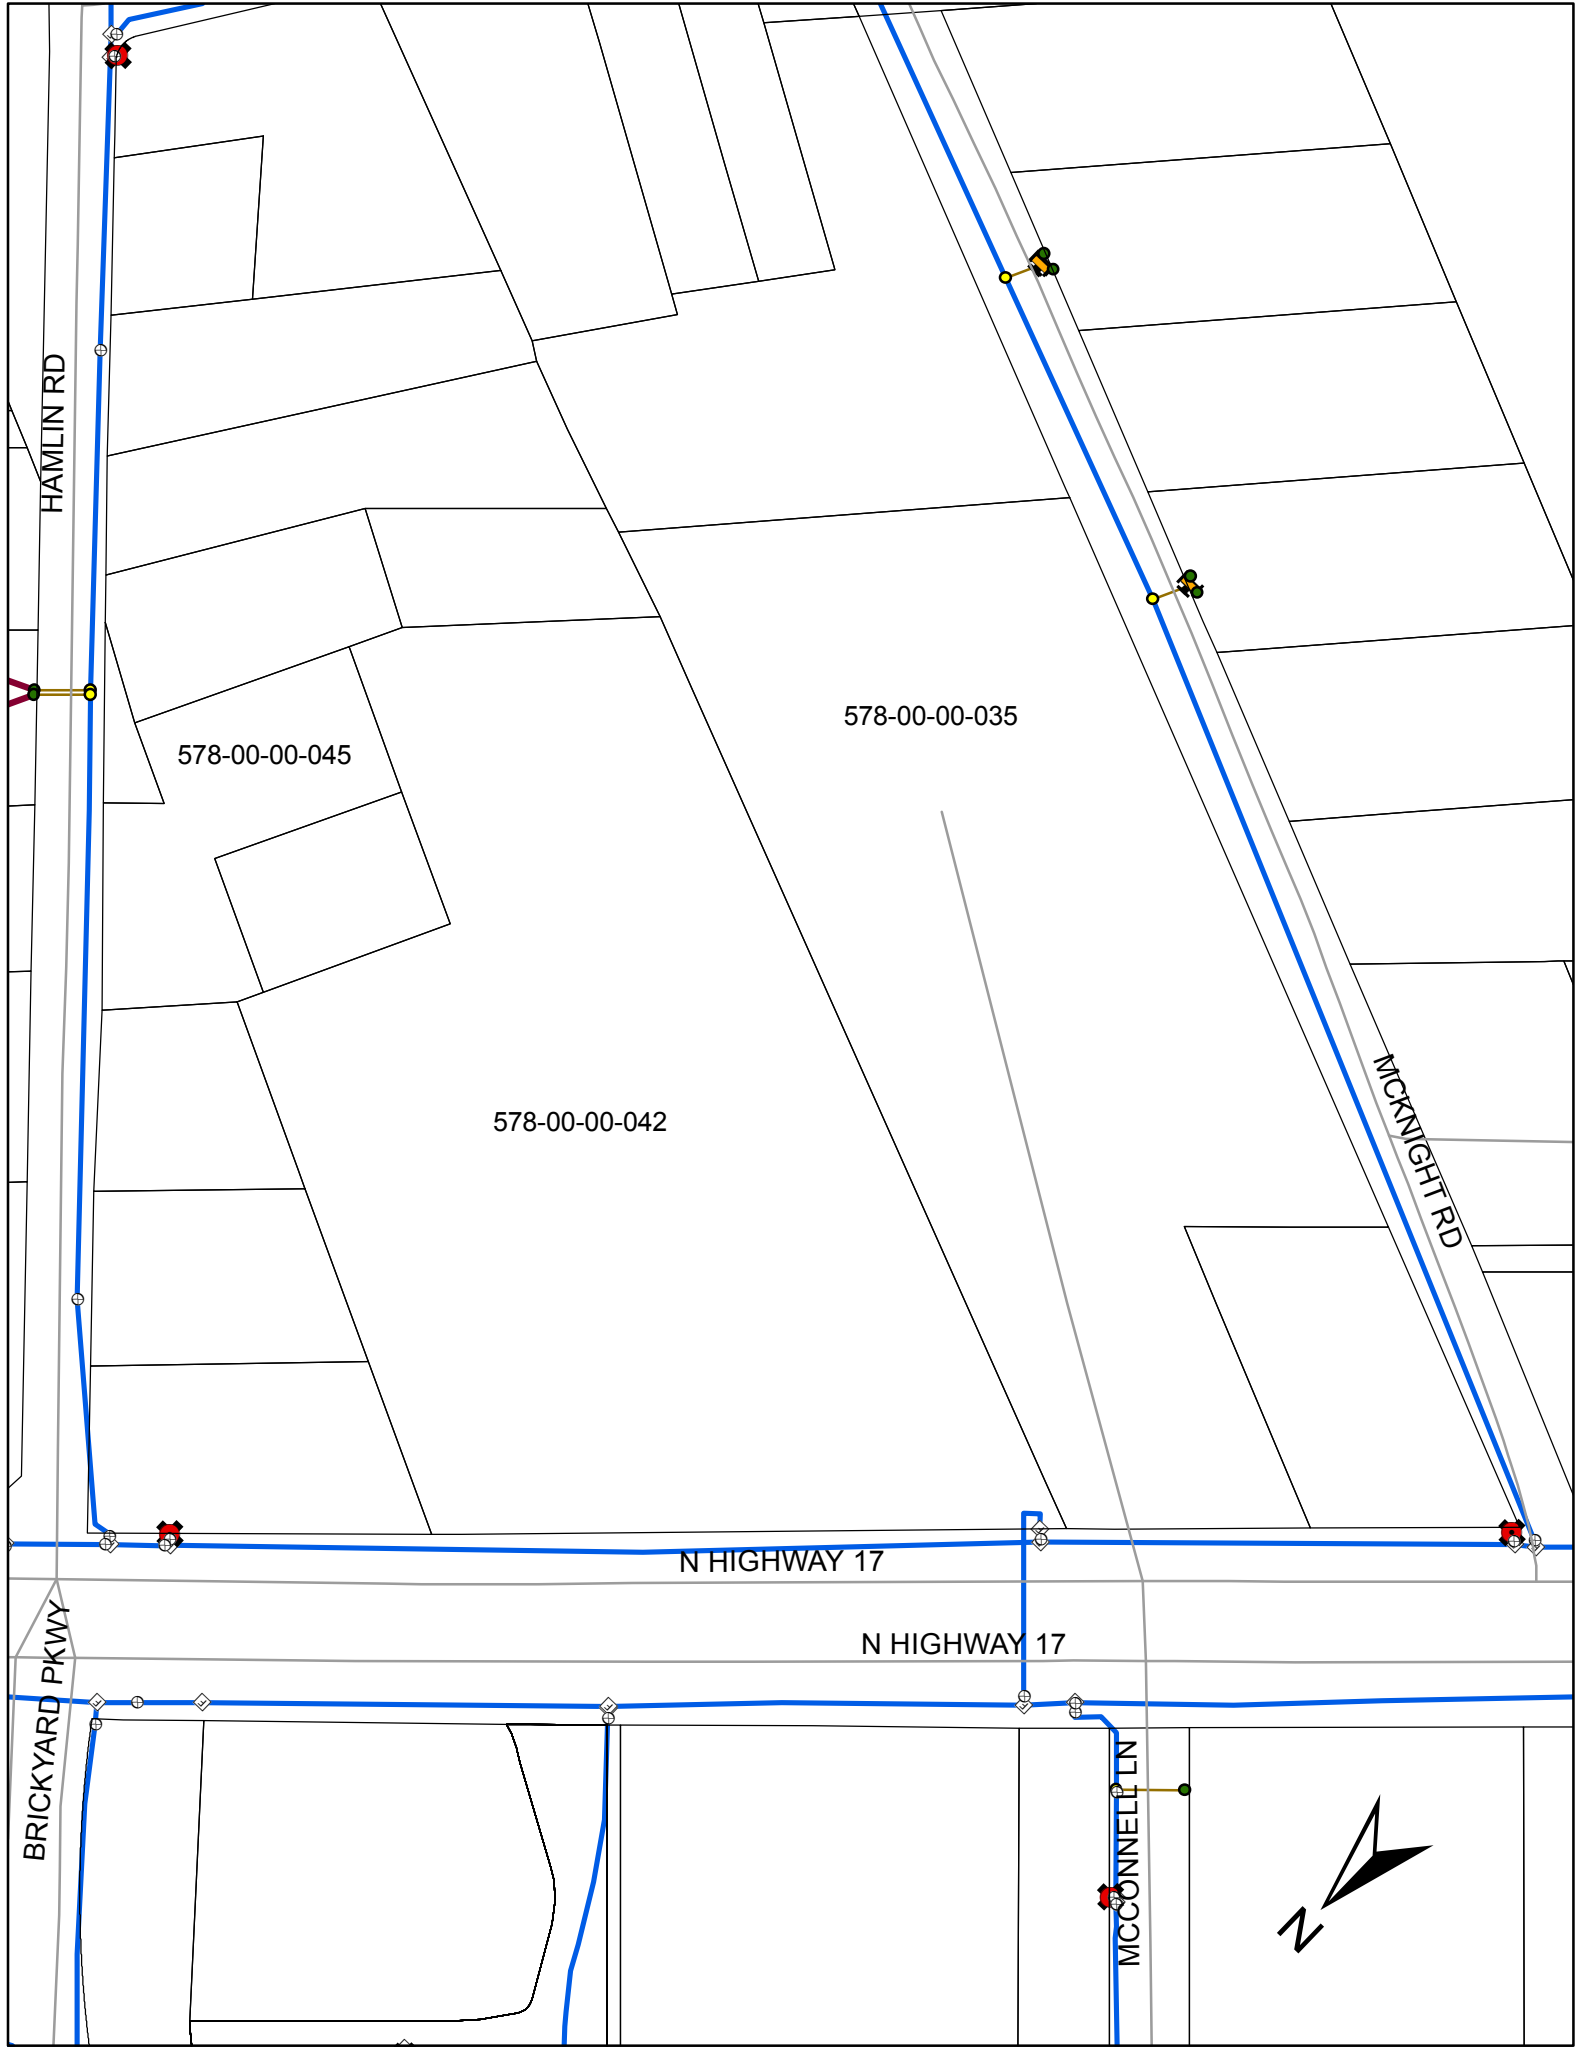 HAMLIN RD
578-00-00-035
578-00-00-045
578-00-00-042
MCKNIGHT RD
N HIGHWAY 17
N HIGHWAY 17
BRICKYARD PKWY
MCCONNELL LN
N